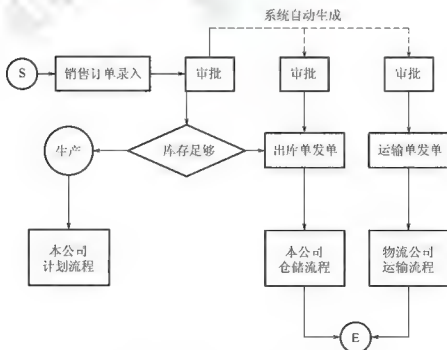 系统自动生成
S
销售订单录入
审批
审批
审批
生产
库存足够
出库单发单
运输单发单
本公司
计划流程
本公司
仓储流程
物流公司
运输流程
E